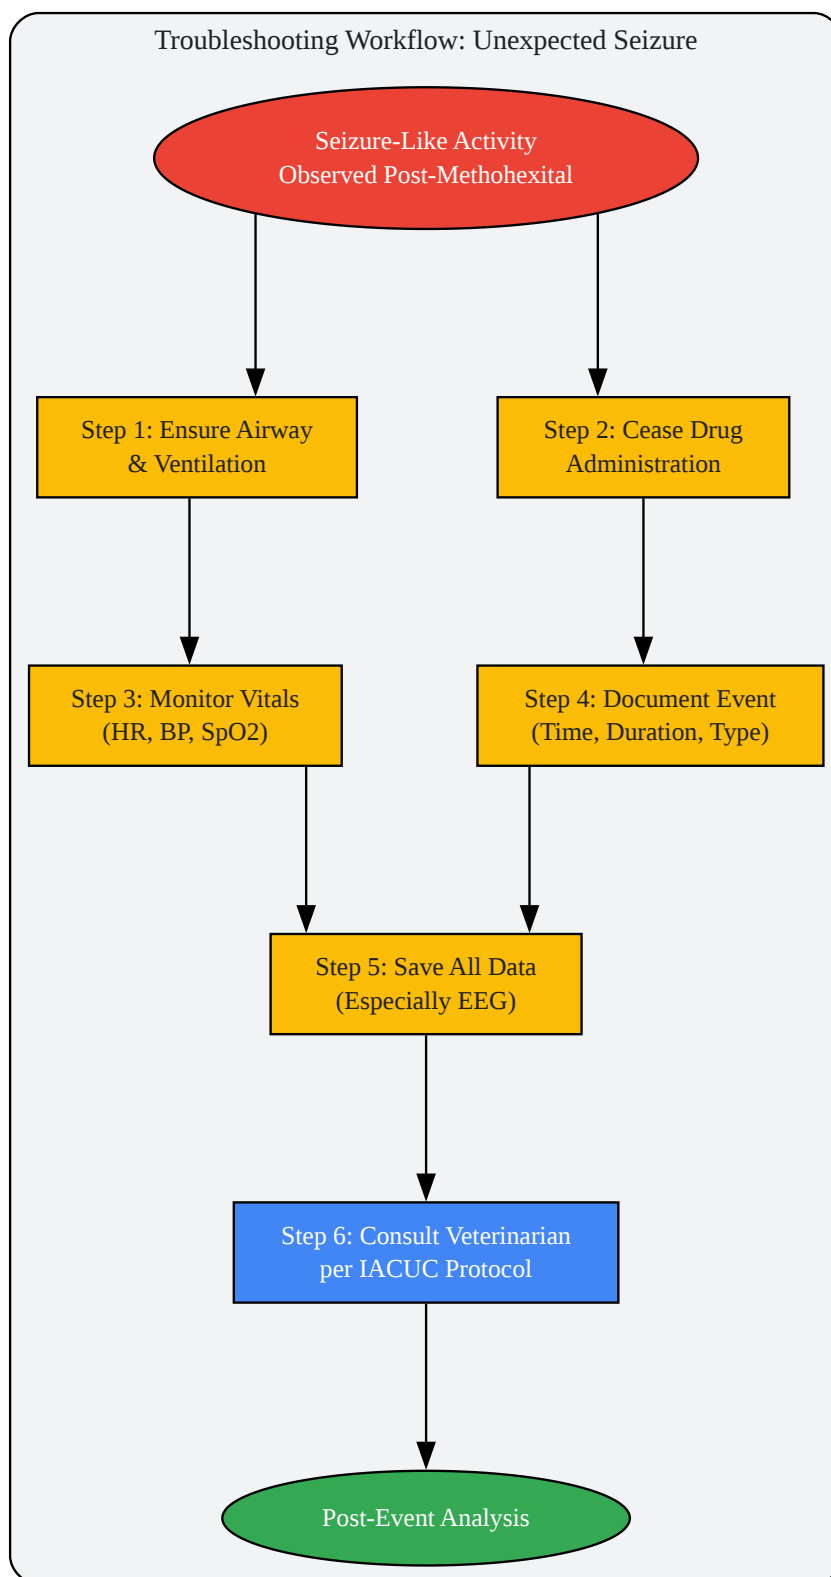 Troubleshooting Workflow: Unexpected Seizure
Seizure-Like Activity
Observed Post-Methohexital
Step 1: Ensure Airway
& Ventilation
Step 2: Cease Drug
Administration
Step 3: Monitor Vitals
(HR, BP, SpO2)
Step 4: Document Event
(Time, Duration, Type)
Step 5: Save All Data
(Especially EEG)
Step 6: Consult Veterinarian
per IACUC Protocol
Post-Event Analysis